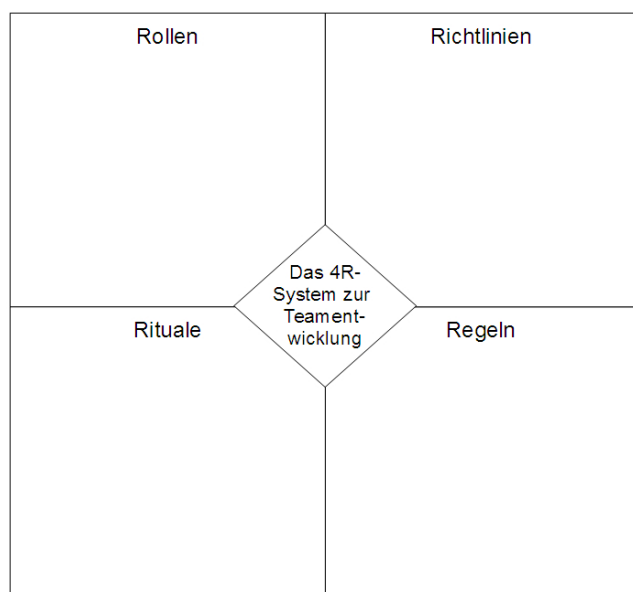 Rollen
Richtlinien
Das 4R-
System zur
Teament-
wicklung
Rituale
Regeln